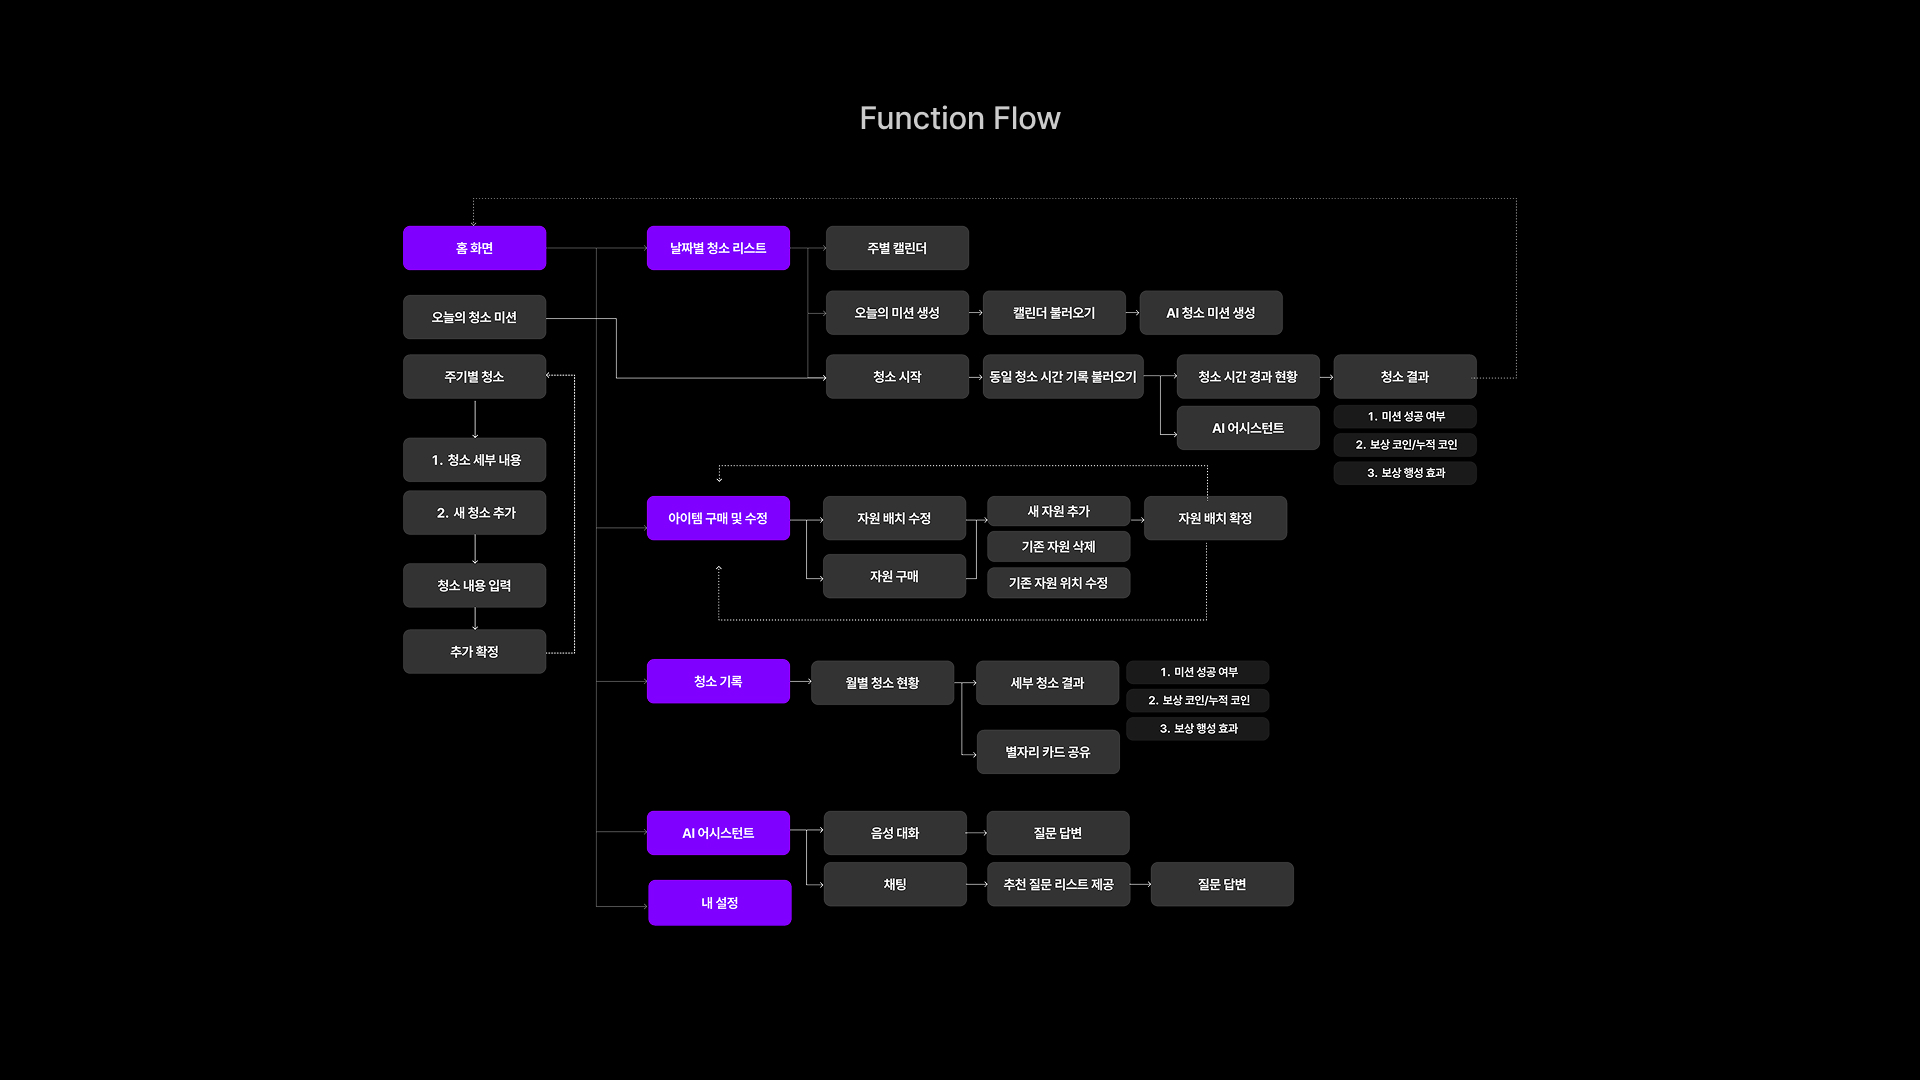 Function Flow
홈 화면
날짜별 청소 리스트
주별 캘린더
오늘의 청소 미션
오늘의 미션 생성
캘린더 불러오기
AI 청소 미션 생성
주기별 청소
청소 시작
동일 청소 시간 기록 불러오기
청소 시간 경과 현황
청소 결과
AI 어시스턴트
1. 미션 성공 여부
2. 보상 코인/누적 코인
3. 보상 행성 효과
1. 청소 세부 내용
2. 새 청소 추가
청소 내용 입력
추가 확정
아이템 구매 및 수정
자원 배치 수정
자원 구매
새 자원 추가
기존 자원 삭제
기존 자원 위치 수정
자원 배치 확정
청소 기록
월별 청소 현황
세부 청소 결과
1. 미션 성공 여부
2. 보상 코인/누적 코인
3. 보상 행성 효과
별자리 카드 공유
AI 어시스턴트
음성 대화
질문 답변
채팅
추천 질문 리스트 제공
질문 답변
내 설정